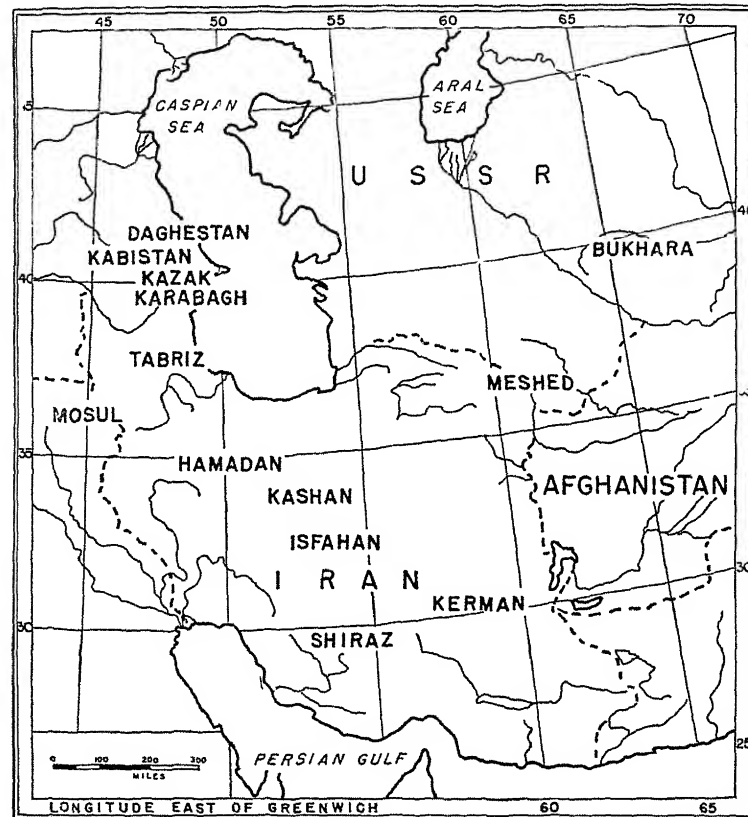 45 50 55 60 65 70
45
CASPIAN
SEA
ARAL
SEA
U S S R
40
DAGHESTAN
KABISTAN
BUKHARA
40
KAZAK
KARABAGH
TABRIZ
MESHED
MOSUL
35
35
HAMADAN
AFGHANISTAN
KASHAN
ISFAHAN
I R A N
30
KERMAN
30
SHIRAZ
25
PERSIAN GULF
0 100 200 300
MILES
LONGITUDE EAST OF GREENWICH 60 65